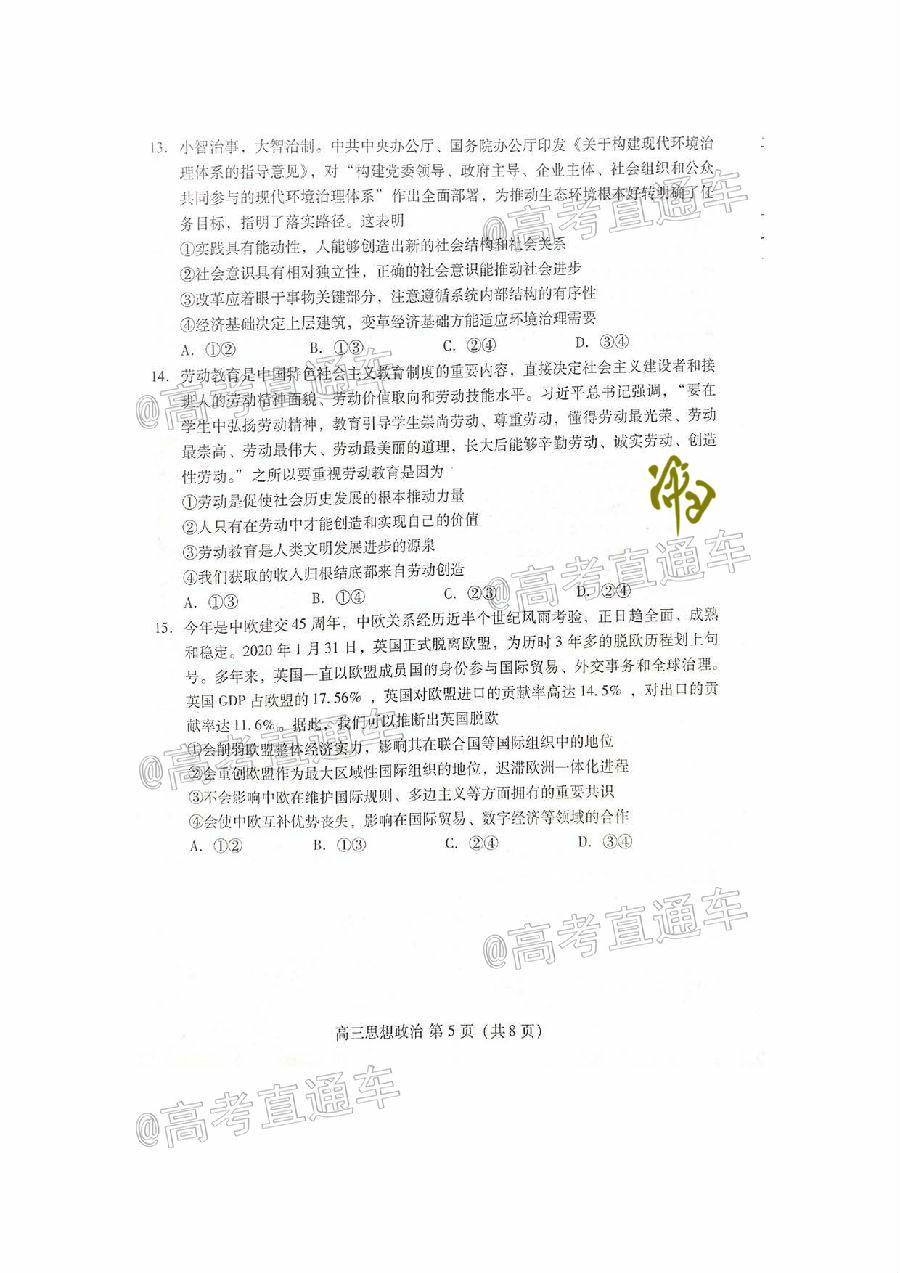 13. 小智治事，大智治制。中共中央办公厅、国务院办公厅印发《关于构建现代环境治
理体系的指导意见》，对“构建党委领导、政府主导、企业主体、社会组织和公众
共同参与的现代环境治理体系”作出全面部署，为推动生态环境根本好转明确了任
务目标，指明了落实路径。这表明
@高考直通车
①实践具有能动性，人能够创造出新的社会结构和社会关系
②社会意识具有相对独立性，正确的社会意识能推动社会进步
③改革应着眼于事物关键部分，注意遵循系统内部结构的有序性
④经济基础决定上层建筑，变革经济基础方能适应环境治理需要
A. ①② B. ①③ C. ②④ D. ③④
14. 劳动教育是中国特色社会主义教育制度的重要内容，直接决定社会主义建设者和接
班人的劳动精神面貌、劳动价值取向和劳动技能水平。习近平总书记强调，“要在
@高考直通车
学生中弘扬劳动精神，教育引导学生崇尚劳动、尊重劳动，懂得劳动最光荣、劳动
最崇高、劳动最伟大、劳动最美丽的道理，长大后能够辛勤劳动、诚实劳动、创造
性劳动。”之所以要重视劳动教育是因为
①劳动是促使社会历史发展的根本推动力量
②人只有在劳动中才能创造和实现自己的价值
③劳动教育是人类文明发展进步的源泉
④我们获取的收入归根结底都来自劳动创造
@高考直通车
A. ①③ B. ①④ C. ②③ D. ②④
15. 今年是中欧建交 45 周年，中欧关系经历近半个世纪风雨考验，正日趋全面、成熟
和稳定。2020 年 1 月 31 日，英国正式脱离欧盟，为历时 3 年多的脱欧历程划上句
号。多年来，英国一直以欧盟成员国的身份参与国际贸易、外交事务和全球治理。
英国 GDP 占欧盟的 17.56%，英国对欧盟进口的贡献率高达 14.5%，对出口的贡
献率达 11.6%。据此，我们可以推断出英国脱欧
@高考直通车
①会削弱欧盟整体经济实力，影响其在联合国等国际组织中的地位
②会重创欧盟作为最大区域性国际组织的地位，迟滞欧洲一体化进程
③不会影响中欧在维护国际规则、多边主义等方面拥有的重要共识
④会使中欧互补优势丧失，影响在国际贸易、数字经济等领域的合作
A. ①② B. ①③ C. ②④ D. ③④
@高考直通车
高三思想政治 第 5 页（共 8 页）
@高考直通车